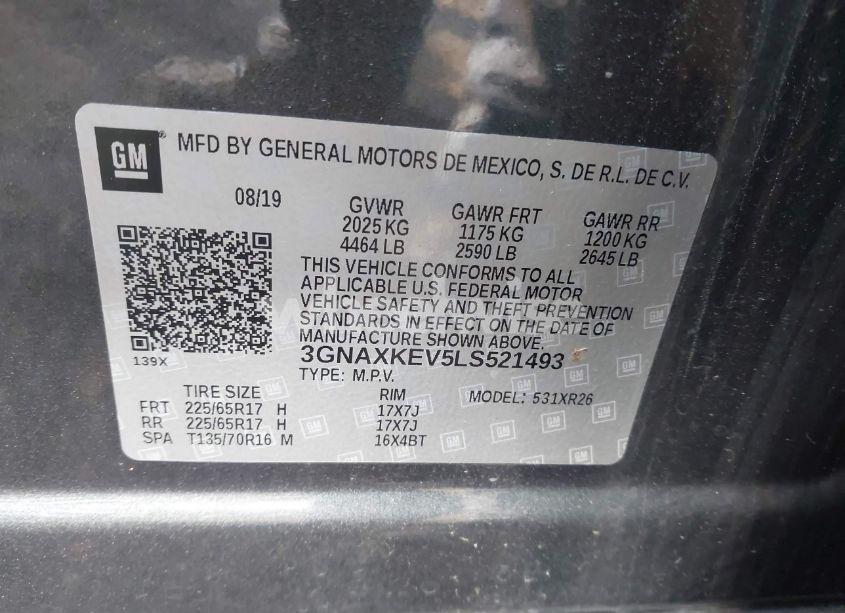 GM® MFD BY GENERAL MOTORS DE MEXICO, S. DE R.L. DE C.V.
08/19
GVWR GAWR FRT GAWR RR
2025 KG 1175 KG 1200 KG
4464 LB 2590 LB 2645 LB
THIS VEHICLE CONFORMS TO ALL
APPLICABLE U.S. FEDERAL MOTOR
VEHICLE SAFETY AND THEFT PREVENTION
STANDARDS IN EFFECT ON THE DATE OF
MANUFACTURE SHOWN ABOVE.
139X
3GNAXKEV5LS521493
TYPE: M.P.V. MODEL: 531XR26
TIRE SIZE RIM
FRT 225/65R17 H 17X7J
RR 225/65R17 H 17X7J
SPA T135/70R16 M 16X4BT